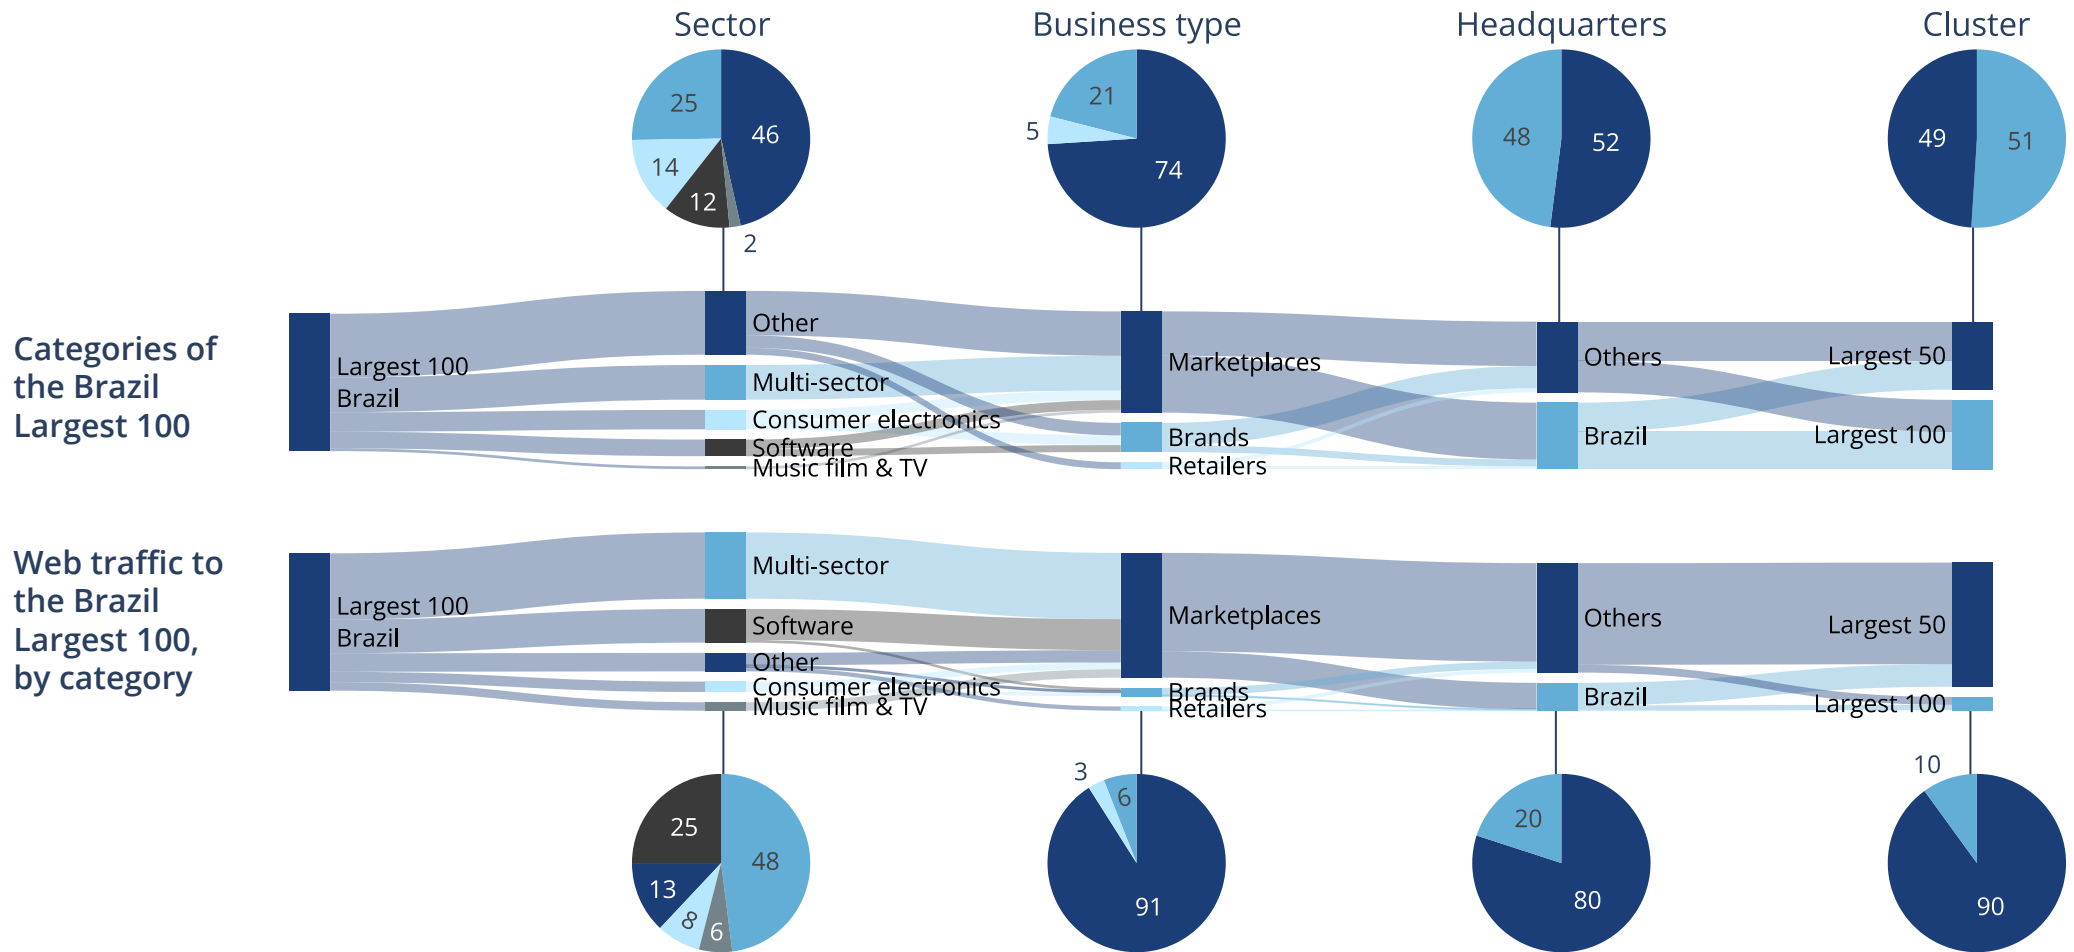 Sector
Business type
Headquarters
Cluster
25
46
14
12
2
21
5
74
48
52
49
51
Categories of
the Brazil
Largest 100
Largest 100
Brazil
Other
Multi-sector
Consumer electronics
Software
Music film & TV
Marketplaces
Brands
Retailers
Others
Brazil
Largest 50
Largest 100
Web traffic to
the Brazil
Largest 100,
by category
Largest 100
Brazil
Multi-sector
Software
Other
Consumer electronics
Music film & TV
Marketplaces
Brands
Retailers
Others
Brazil
Largest 50
Largest 100
25
48
13
8
6
3
6
91
20
80
10
90